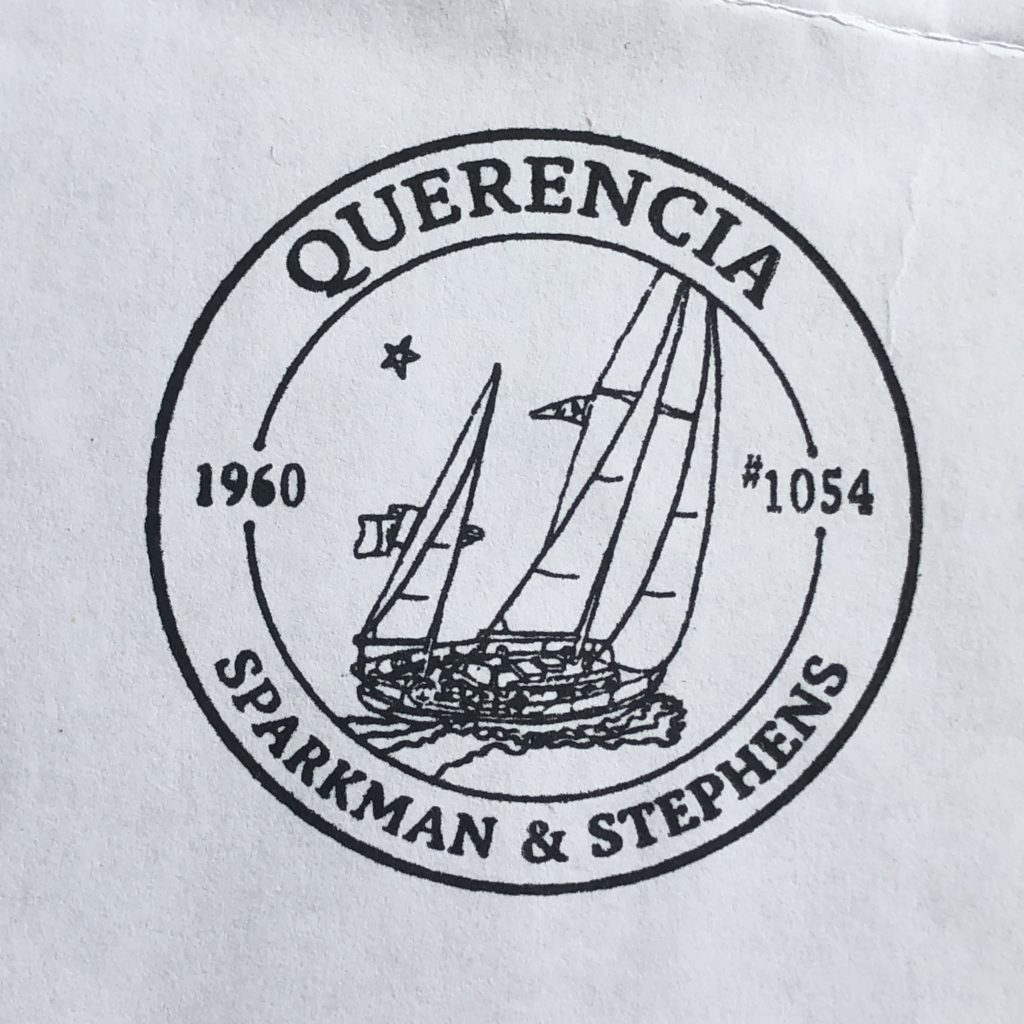 QUERENCIA
1960
#1054
SPARKMAN & STEPHENS